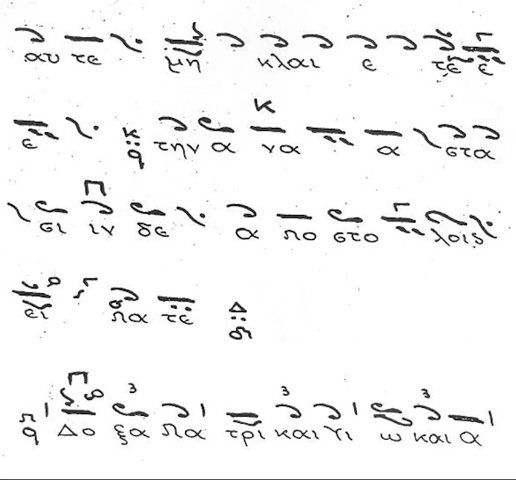 αυ τε μη κλαι ε τε ε
ε την α να α στα
σι ιν δε α πο στο λοις
ει πα τε
Δο ξα πα τρι και γι ω και α